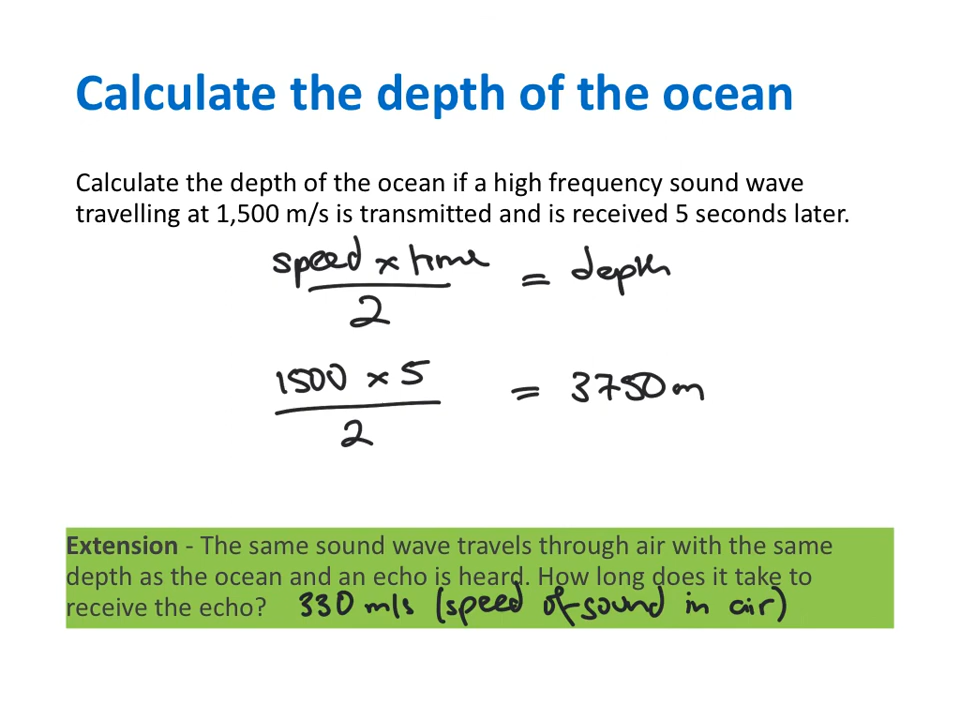 Calculate the depth of the ocean
Calculate the depth of the ocean if a high frequency sound wave
travelling at 1,500 m/s is transmitted and is received 5 seconds later.
speed × time
2
= depth
1500 × 5
2
= 3750m
Extension - The same sound wave travels through air with the same
depth as the ocean and an echo is heard. How long does it take to
receive the echo? 330 m/s (speed of sound in air)